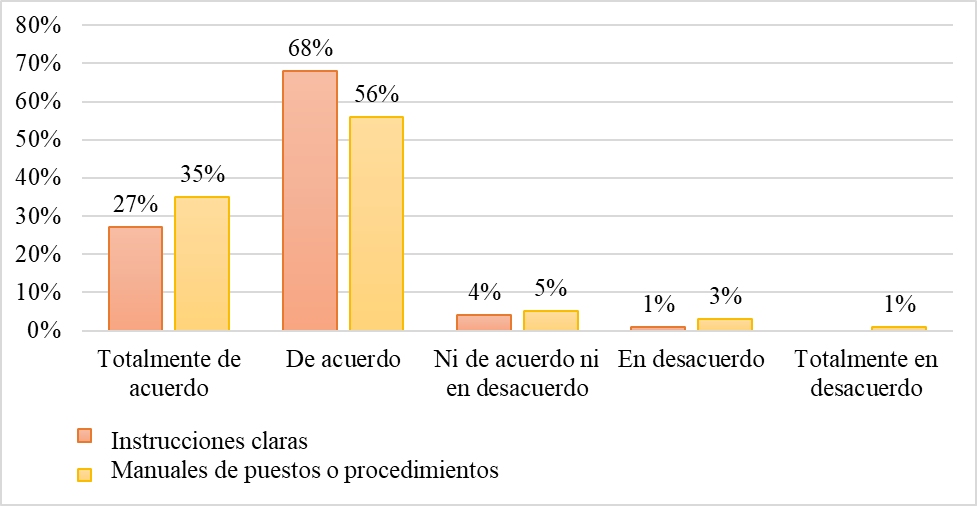 80%
70%
60%
50%
40%
30%
20%
10%
0%
27%
35%
68%
56%
4%
5%
1%
3%
1%
Totalmente de
acuerdo
De acuerdo
Ni de acuerdo ni
en desacuerdo
En desacuerdo
Totalmente en
desacuerdo
Instrucciones claras
Manuales de puestos o procedimientos